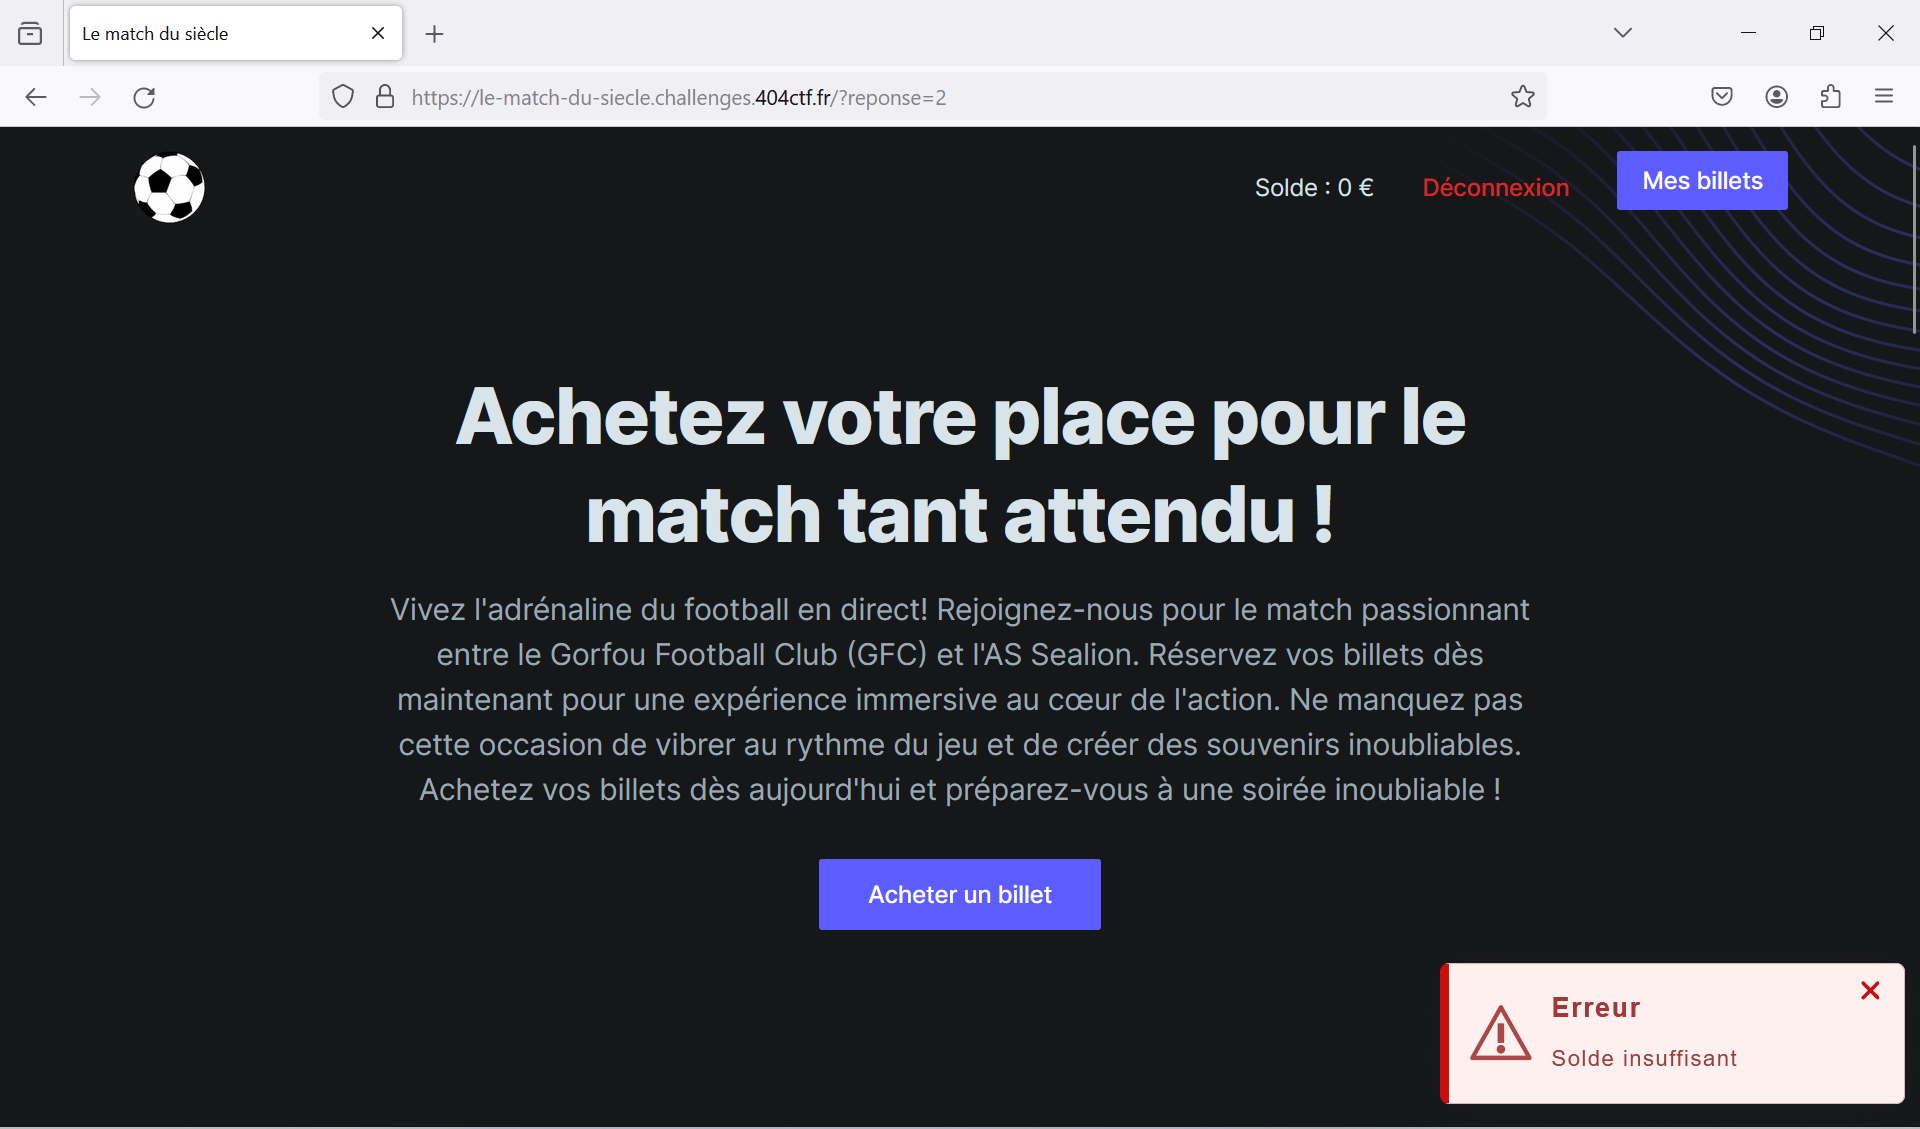 Le match du siècle
https://le-match-du-siecle.challenges.404ctf.fr/?reponse=2
Solde : 0 €
Déconnexion
Mes billets
Achetez votre place pour le
match tant attendu !
Vivez l'adrénaline du football en direct! Rejoignez-nous pour le match passionnant
entre le Gorfou Football Club (GFC) et l'AS Sealion. Réservez vos billets dès
maintenant pour une expérience immersive au cœur de l'action. Ne manquez pas
cette occasion de vibrer au rythme du jeu et de créer des souvenirs inoubliables.
Achetez vos billets dès aujourd'hui et préparez-vous à une soirée inoubliable !
Acheter un billet
Erreur
Solde insuffisant